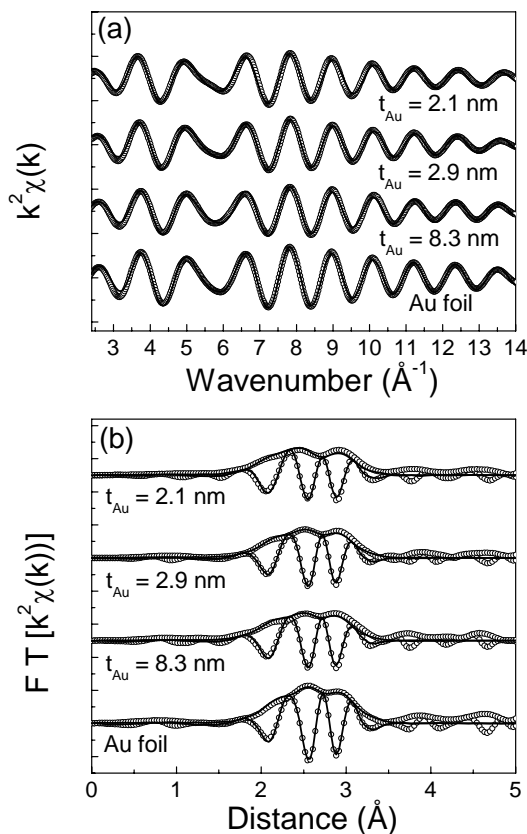 (a)
k²χ(k)
t_Au = 2.1 nm
t_Au = 2.9 nm
t_Au = 8.3 nm
Au foil
3 4 5 6 7 8 9 10 11 12 13 14
Wavenumber (Å⁻¹)
(b)
F T [k²χ(k))]
t_Au = 2.1 nm
t_Au = 2.9 nm
t_Au = 8.3 nm
Au foil
0 1 2 3 4 5
Distance (Å)